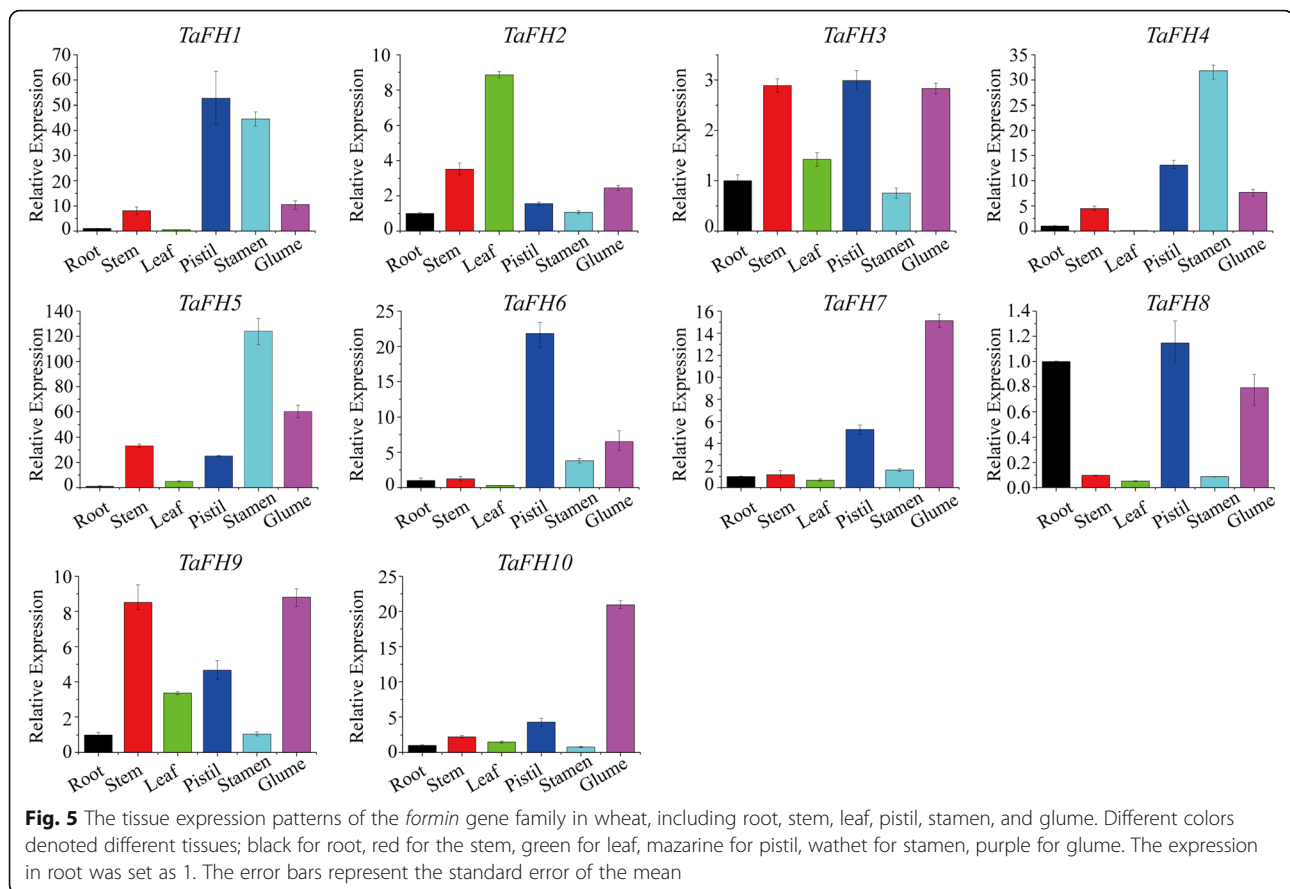 TaFH1
Relative Expression
70
60
50
40
30
20
10
0
Root Stem Leaf Pistil Stamen Glume
TaFH2
Relative Expression
10
8
6
4
2
0
Root Stem Leaf Pistil Stamen Glume
TaFH3
Relative Expression
3
2
1
0
Root Stem Leaf Pistil Stamen Glume
TaFH4
Relative Expression
35
30
25
20
15
10
5
0
Root Stem Leaf Pistil Stamen Glume
TaFH5
Relative Expression
140
120
100
80
60
40
20
0
Root Stem Leaf Pistil Stamen Glume
TaFH6
Relative Expression
25
20
15
10
5
0
Root Stem Leaf Pistil Stamen Glume
TaFH7
Relative Expression
16
14
12
10
8
6
4
2
0
Root Stem Leaf Pistil Stamen Glume
TaFH8
Relative Expression
1.4
1.2
1.0
0.8
0.6
0.4
0.2
0.0
Root Stem Leaf Pistil Stamen Glume
TaFH9
Relative Expression
10
8
6
4
2
0
Root Stem Leaf Pistil Stamen Glume
TaFH10
Relative Expression
25
20
15
10
5
0
Root Stem Leaf Pistil Stamen Glume
Fig. 5 The tissue expression patterns of the formin gene family in wheat, including root, stem, leaf, pistil, stamen, and glume. Different colors
denoted different tissues; black for root, red for the stem, green for leaf, mazarine for pistil, wathet for stamen, purple for glume. The expression
in root was set as 1. The error bars represent the standard error of the mean